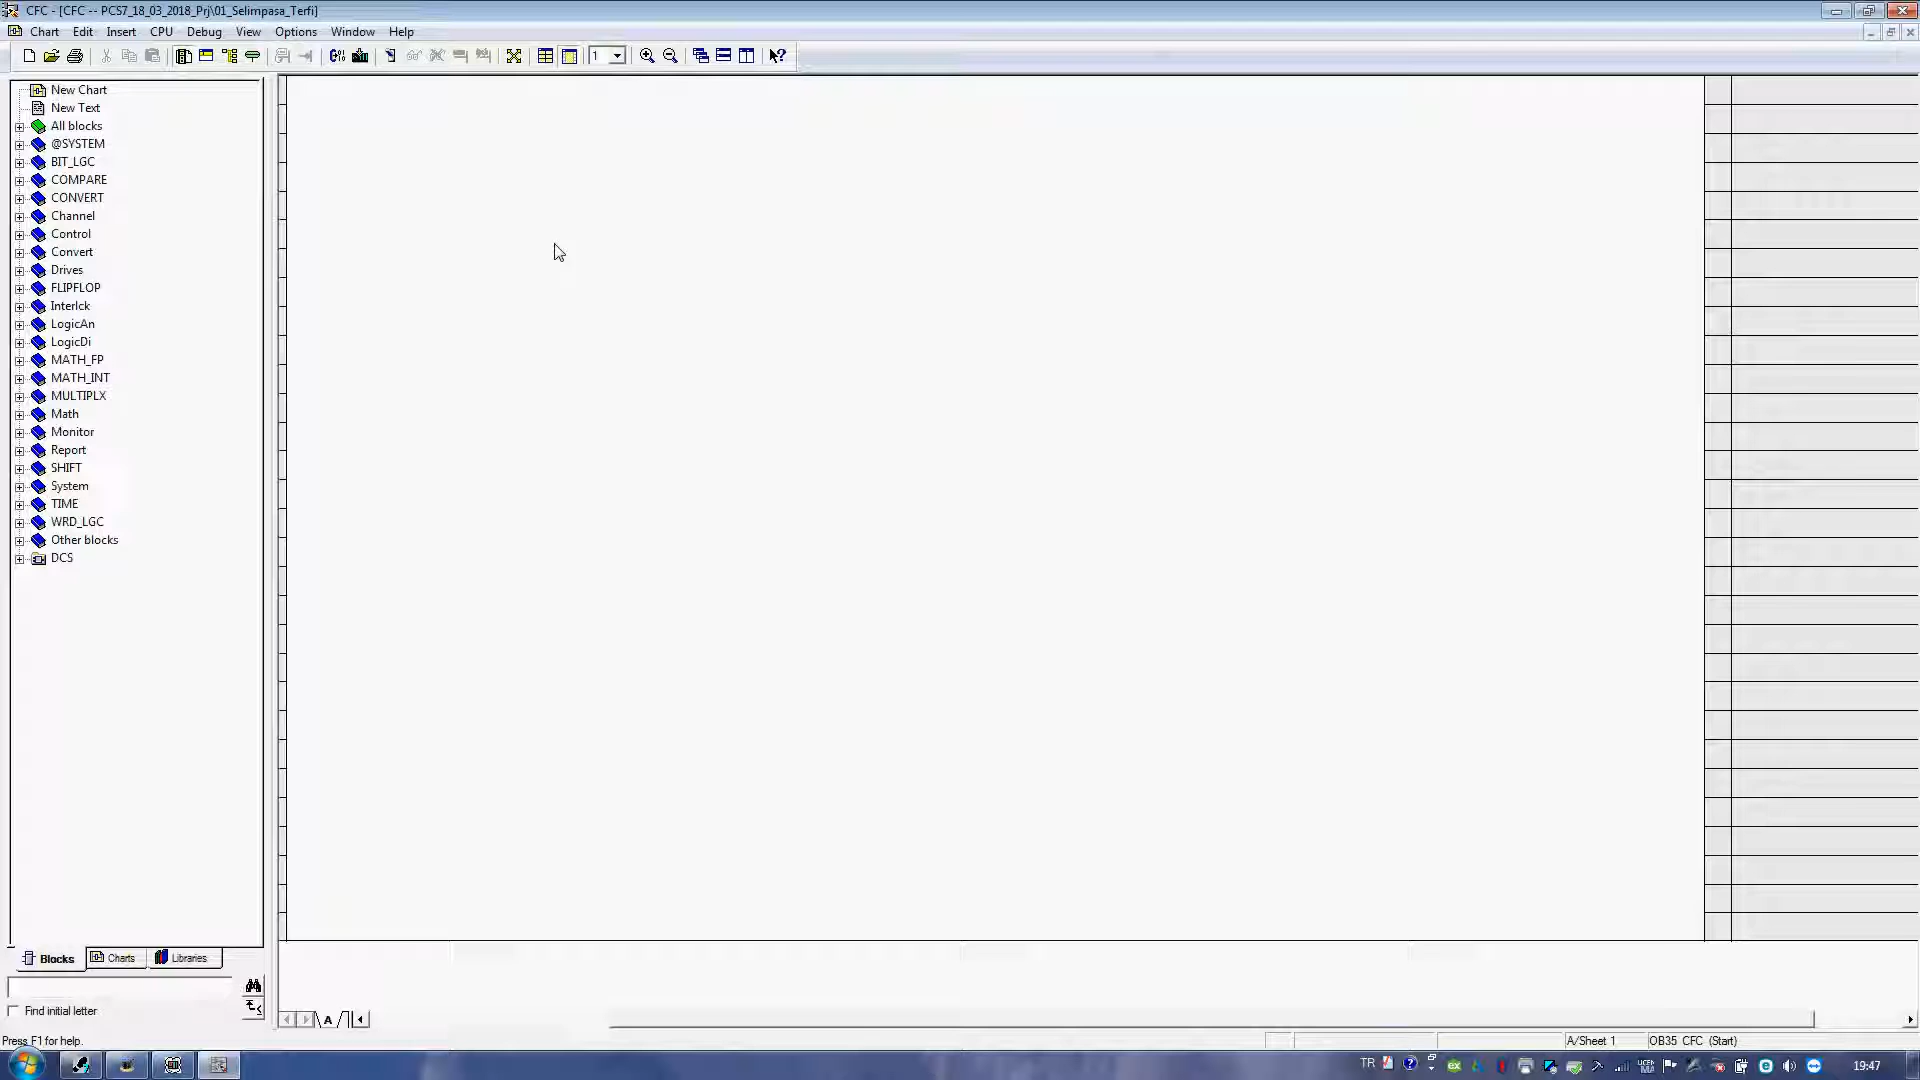 CFC - [CFC -- PCS7_18_03_2018_Prj\01_Selimpasa_Terfi]
Chart Edit Insert CPU Debug View Options Window Help
1
New Chart
New Text
All blocks
@SYSTEM
BIT_LGC
COMPARE
CONVERT
Channel
Control
Convert
Drives
FLIPFLOP
Interlck
LogicAn
LogicDi
MATH_FP
MATH_INT
MULTIPLX
Math
Monitor
Report
SHIFT
System
TIME
WRD_LGC
Other blocks
DCS
Blocks Charts Libraries
Find initial letter
A
Press F1 for help.
A/Sheet 1 OB35 CFC (Start)
TR 19:47